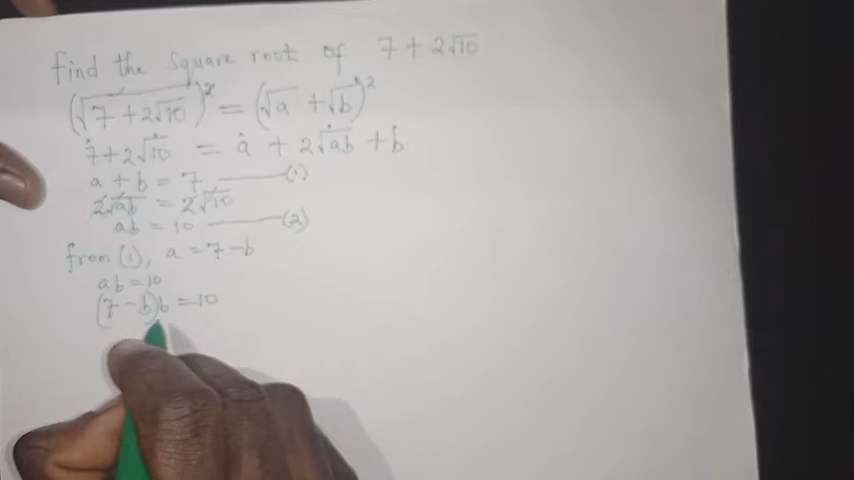 find the square root of 7 + 2√10
(√7 + 2√10)² = (√a + √b)²
7 + 2√10 = a + 2√ab + b
a + b = 7 —— (1)
2√ab = 2√10
ab = 10 —— (2)
from (1), a = 7 - b
ab = 10
(7 - b)b = 10